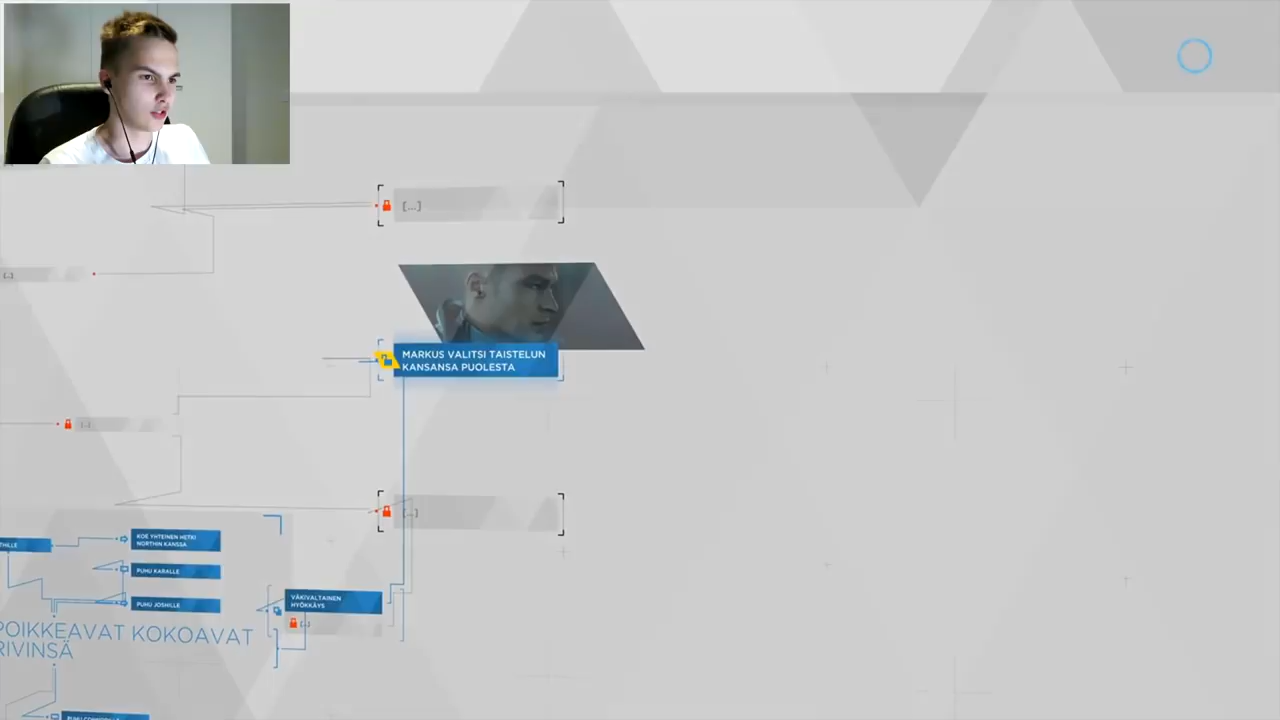 [...]
[...]
MARKUS VALITSI TAISTELUN
KANSANSA PUOLESTA
[...]
[...]
KOE YHTEINEN HETKI
NORTHIN KANSSA
PUHU KARALLE
PUHU JOSHILLE
VÄKIVALTAINEN
HYÖKKÄYS
[...]
POIKKEAVAT KOKOAVAT
RIVINSÄ